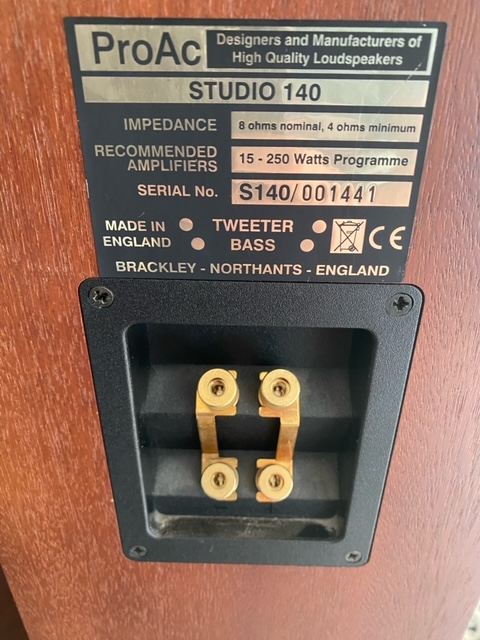 ProAc
Designers and Manufacturers of
High Quality Loudspeakers
STUDIO 140
IMPEDANCE 8 ohms nominal, 4 ohms minimum
RECOMMENDED
AMPLIFIERS 15 - 250 Watts Programme
SERIAL No. S140/001441
MADE IN
ENGLAND
TWEETER
BASS
CE
BRACKLEY - NORTHANTS - ENGLAND